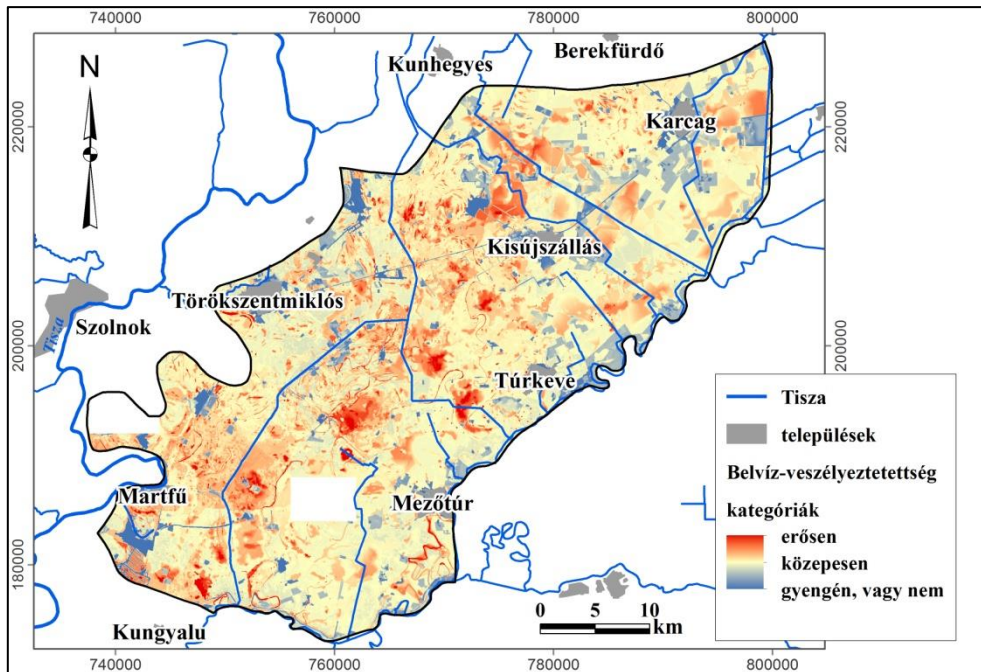 740000 760000 780000 800000
N
Kunhegyes
Berekfürdő
220000
Karcag
220000
Kisújszállás
Törökszentmiklós
Szolnok
Tisza
200000
200000
Túrkeve
Martfű
Mezőtúr
180000
Kungyalu
0 5 10
km
Tisza
települések
Belvíz-veszélyeztetettség
kategóriák
erősen
közepesen
gyengén, vagy nem
180000
740000 760000 780000 800000